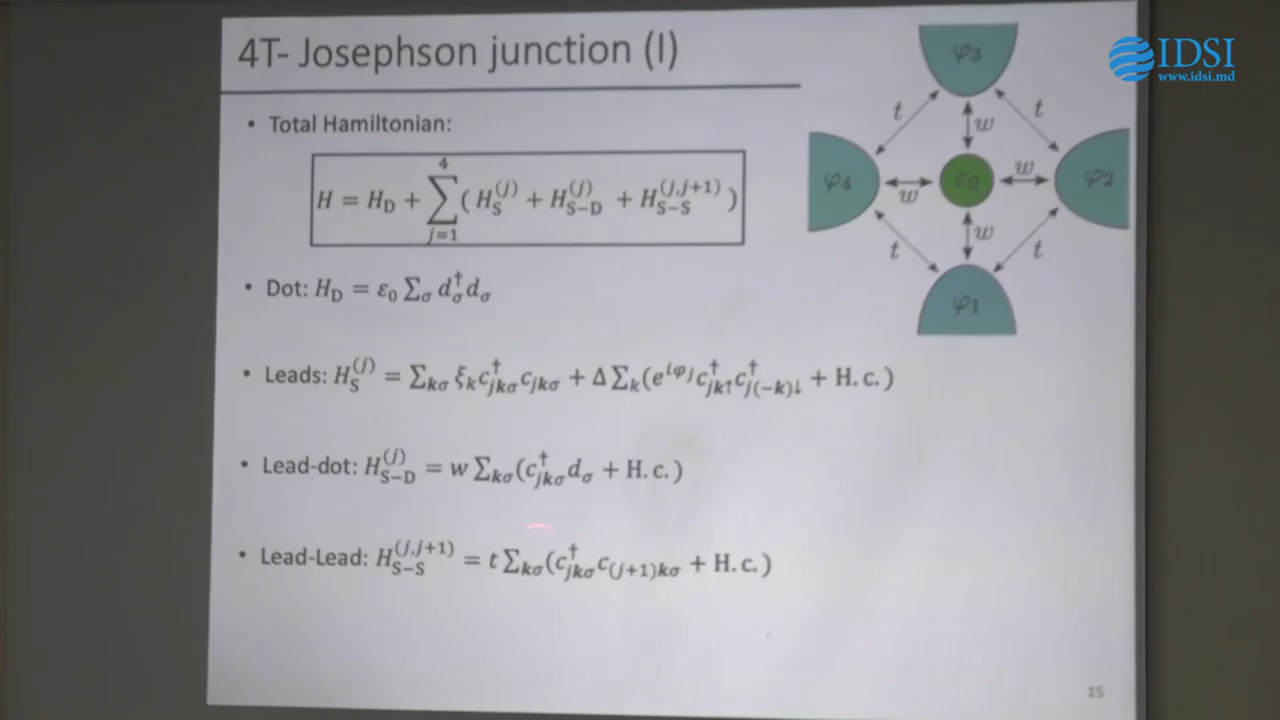 4T- Josephson junction (I)
IDSI
www.idsi.md
• Total Hamiltonian:
H = H_D + ∑_{j=1}^{4} ( H_S^{(j)} + H_{S–D}^{(j)} + H_{S–S}^{(j,j+1)} )
φ3
t t
w
φ4 w ε0 w φ2
w
t t
φ1
• Dot: H_D = ε_0 ∑_σ d_σ^† d_σ
• Leads: H_S^{(j)} = ∑_{kσ} ξ_k c_{jkσ}^† c_{jkσ} + Δ ∑_k (e^{iφ_j} c_{jk↑}^† c_{j(−k)↓}^† + H.c.)
• Lead-dot: H_{S–D}^{(j)} = w ∑_{kσ} (c_{jkσ}^† d_σ + H.c.)
• Lead-Lead: H_{S–S}^{(j,j+1)} = t ∑_{kσ} (c_{jkσ}^† c_{(j+1)kσ} + H.c.)
15